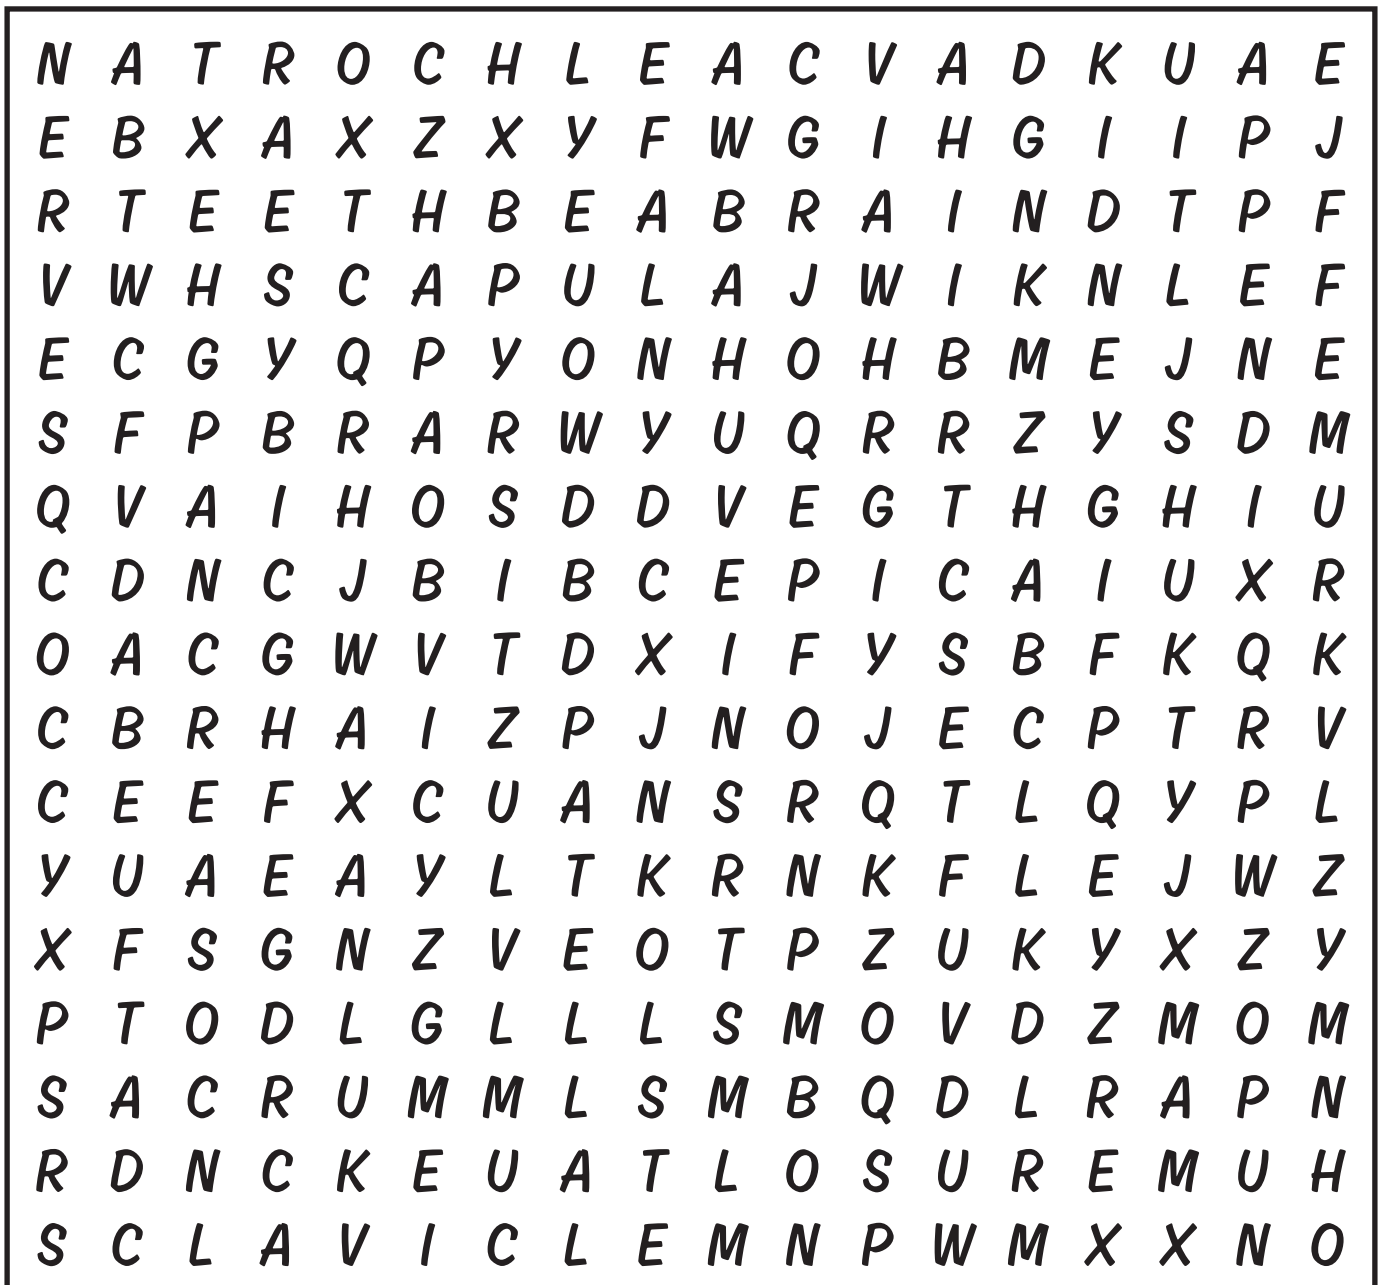 N A T R O C H L E A C V A D K U A E
E B X A X Z X Y F W G I H G I I P J
R T E E T H B E A B R A I N D T P F
V W H S C A P U L A J W I K N L E F
E C G Y Q P Y O N H O H B M E J N E
S F P B R A R W Y U Q R R Z Y S D M
Q V A I H O S D D V E G T H G H I U
C D N C J B I B C E P I C A I U X R
O A C G W V T D X I F Y S B F K Q K
C B R H A I Z P J N O J E C P T R V
C E E F X C U A N S R Q T L Q Y P L
Y U A E A Y L T K R N K F L E J W Z
X F S G N Z V E O T P Z U K Y X Z Y
P T O D L G L L L S M O V D Z M O M
S A C R U M M L S M B Q D L R A P N
R D N C K E U A T L O S U R E M U H
S C L A V I C L E M N P W M X X N O